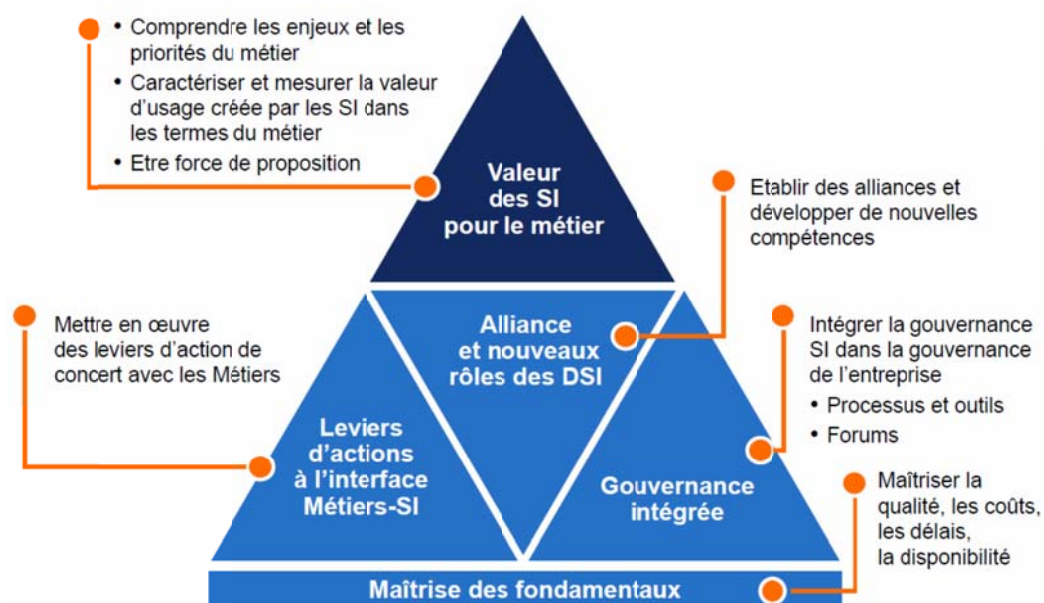 • Comprendre les enjeux et les
priorités du métier
• Caractériser et mesurer la valeur
d'usage créée par les SI dans
les termes du métier
• Etre force de proposition
Valeur
des SI
pour le métier
Etablir des alliances et
développer de nouvelles
compétences
Mettre en œuvre
des leviers d'action de
concert avec les Métiers
Alliance
et nouveaux
rôles des DSI
Intégrer la gouvernance
SI dans la gouvernance
de l'entreprise
• Processus et outils
• Forums
Leviers
d'actions
à l'interface
Métiers-SI
Gouvernance
intégrée
Maîtriser la
qualité, les coûts,
les délais,
la disponibilité
Maîtrise des fondamentaux